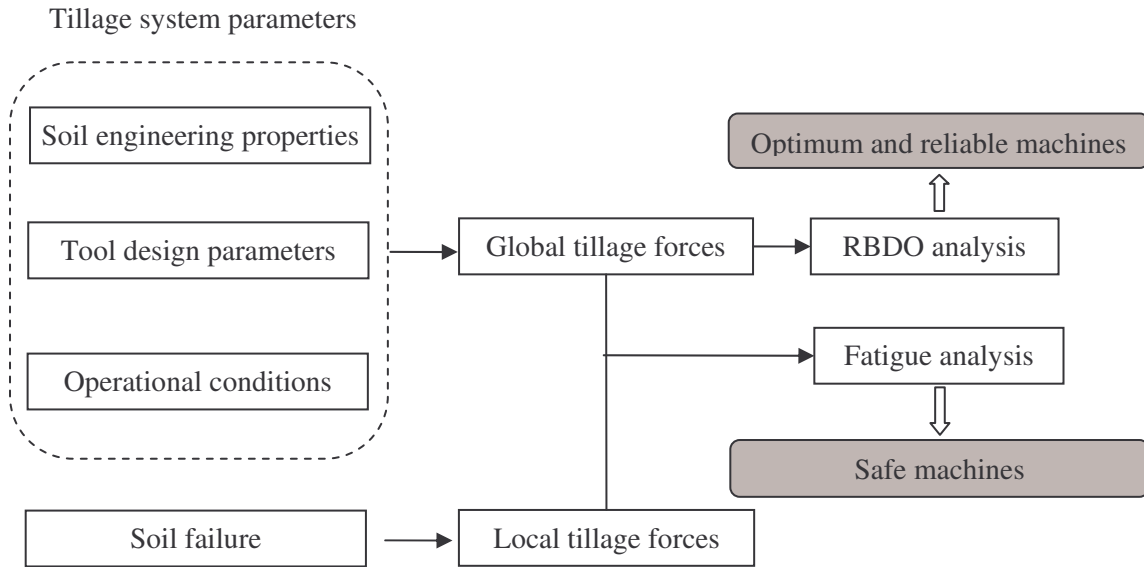 Tillage system parameters
Soil engineering properties
Optimum and reliable machines
Tool design parameters
Global tillage forces
RBDO analysis
Fatigue analysis
Operational conditions
Safe machines
Soil failure
Local tillage forces